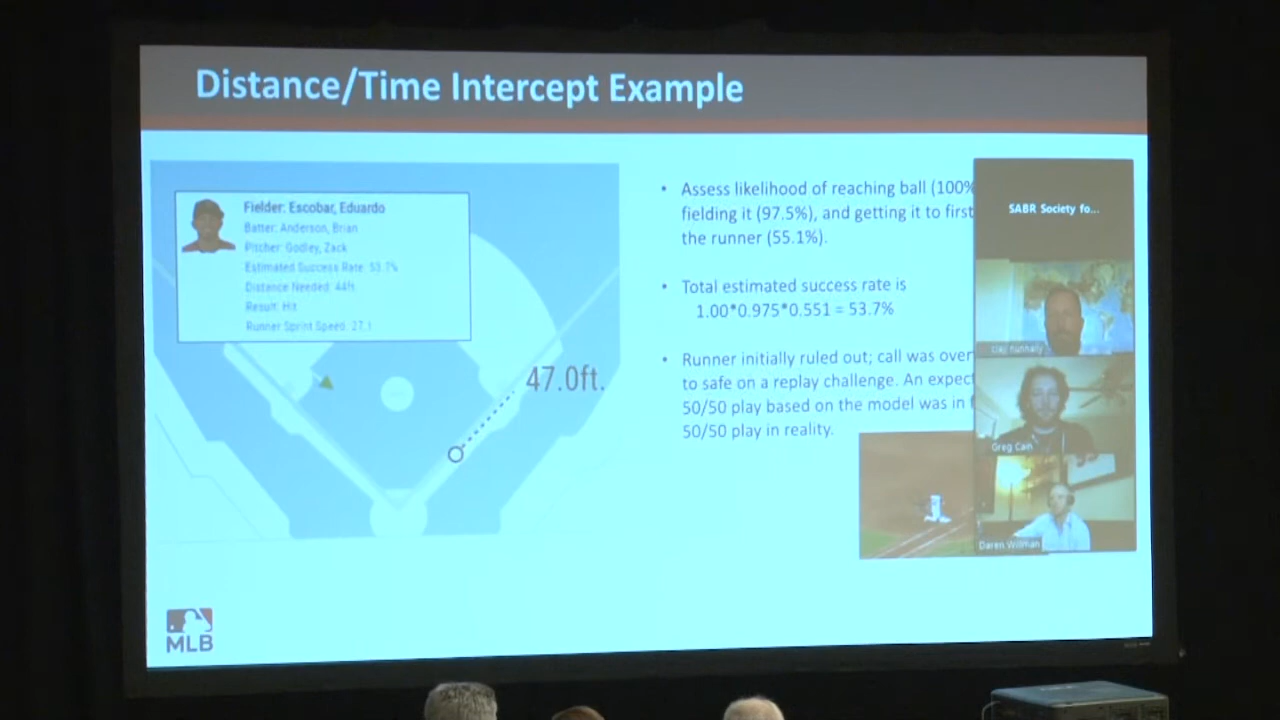 Distance/Time Intercept Example
Fielder: Escobar, Eduardo
Batter: Anderson, Brian
Pitcher: Godley, Zack
Estimated Success Rate: 53.7%
Distance Needed: 44ft.
Result: Hit
Runner Sprint Speed: 27.1
47.0ft.
• Assess likelihood of reaching ball (100%
fielding it (97.5%), and getting it to first
the runner (55.1%).
• Total estimated success rate is
1.00*0.975*0.551 = 53.7%
• Runner initially ruled out; call was over
to safe on a replay challenge. An expect
50/50 play based on the model was in
50/50 play in reality.
SABR Society fo...
Greg Cain
Daren Willman
MLB